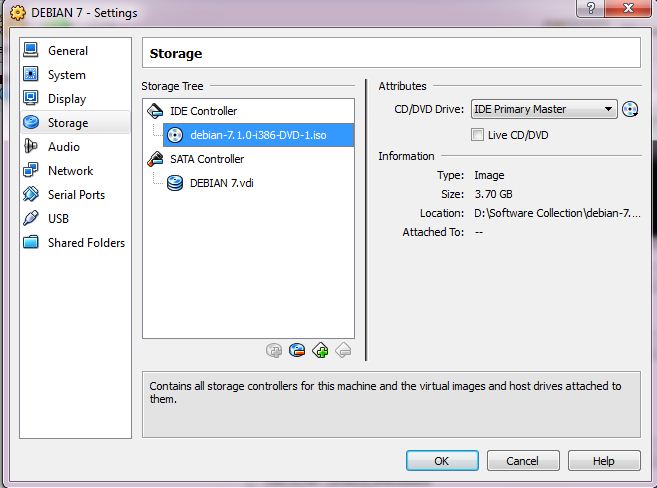 DEBIAN 7 - Settings
General
System
Display
Storage
Audio
Network
Serial Ports
USB
Shared Folders
Storage
Storage Tree
IDE Controller
debian-7.1.0-i386-DVD-1.iso
SATA Controller
DEBIAN 7.vdi
Attributes
CD/DVD Drive: IDE Primary Master
Live CD/DVD
Information
Type: Image
Size: 3.70 GB
Location: D:\Software Collection\debian-7....
Attached To: --
Contains all storage controllers for this machine and the virtual images and host drives attached to
them.
OK Cancel Help